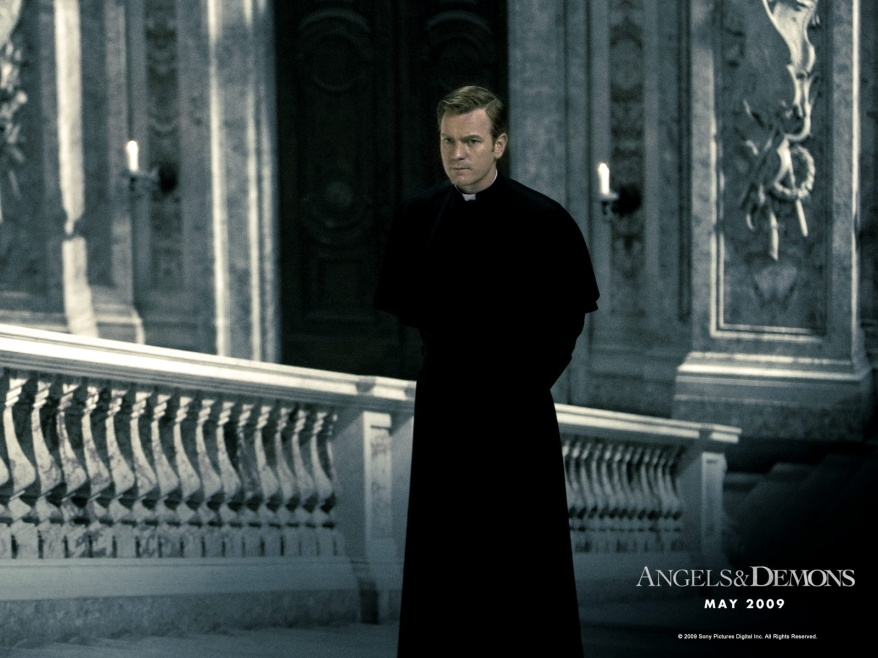 ANGELS & DEMONS
MAY 2009
© 2009 Sony Pictures Digital Inc. All Rights Reserved.